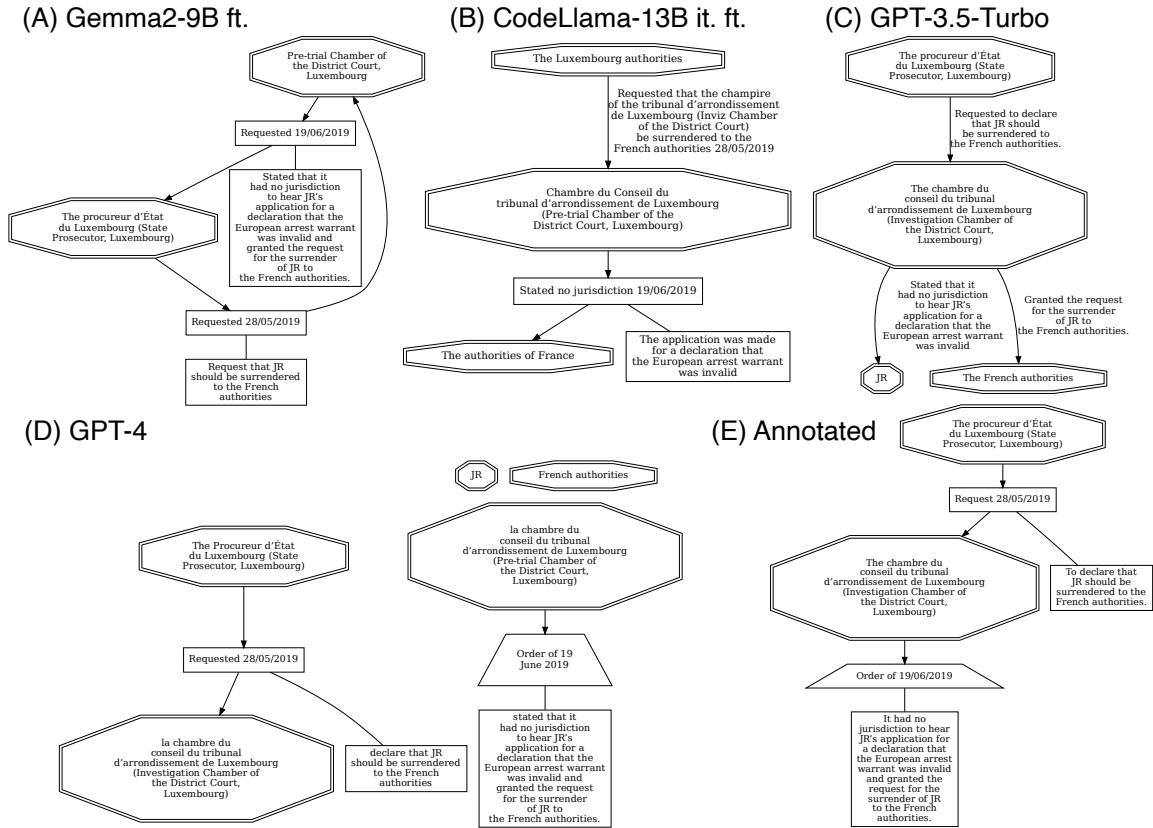 (A) Gemma2-9B ft.
Pre-trial Chamber of
the District Court,
Luxembourg
Requested 19/06/2019
Stated that it
had no jurisdiction
to hear JR's
application for a
declaration that the
European arrest warrant
was invalid and
granted the request
for the surrender
of JR to
the French authorities.
The procureur d'État
du Luxembourg (State
Prosecutor, Luxembourg)
Requested 28/05/2019
Request that JR
should be surrendered
to the French
authorities
(B) CodeLlama-13B it. ft.
The Luxembourg authorities
Requested that the champire
of the tribunal d'arrondissement
de Luxembourg (Inviz Chamber
of the District Court)
be surrendered to the
French authorities 28/05/2019
Chambre du Conseil du
tribunal d'arrondissement de Luxembourg
(Pre-trial Chamber of the
District Court, Luxembourg)
Stated no jurisdiction 19/06/2019
The authorities of France
The application was made
for a declaration that
the European arrest warrant
was invalid
(C) GPT-3.5-Turbo
The procureur d'État
du Luxembourg (State
Prosecutor, Luxembourg)
Requested to declare
that JR should
be surrendered to
the French authorities.
The chambre du
conseil du tribunal
d'arrondissement de Luxembourg
(Investigation Chamber of
the District Court,
Luxembourg)
Stated that it
had no jurisdiction
to hear JR's
application for a
declaration that the
European arrest warrant
was invalid
Granted the request
for the surrender
of JR to
the French authorities.
JR
The French authorities
(D) GPT-4
JR
French authorities
The Procureur d'État
du Luxembourg (State
Prosecutor, Luxembourg)
Requested 28/05/2019
la chambre du
conseil du tribunal
d'arrondissement de Luxembourg
(Investigation Chamber of
the District Court,
Luxembourg)
declare that JR
should be surrendered
to the French
authorities
la chambre du
conseil du tribunal
d'arrondissement de Luxembourg
(Pre-trial Chamber of
the District Court,
Luxembourg)
Order of 19
June 2019
stated that it
had no jurisdiction
to hear JR's
application for a
declaration that the
European arrest warrant
was invalid and
granted the request
for the surrender
of JR to
the French authorities.
(E) Annotated
The procureur d'État
du Luxembourg (State
Prosecutor, Luxembourg)
Request 28/05/2019
The chambre du
conseil du tribunal
d'arrondissement de Luxembourg
(Investigation Chamber of
the District Court,
Luxembourg)
To declare that
JR should be
surrendered to the
French authorities.
Order of 19/06/2019
It had no
jurisdiction to hear
JR's application for
a declaration that
the European arrest
warrant was invalid
and granted the
request for the
surrender of JR
to the French
authorities.